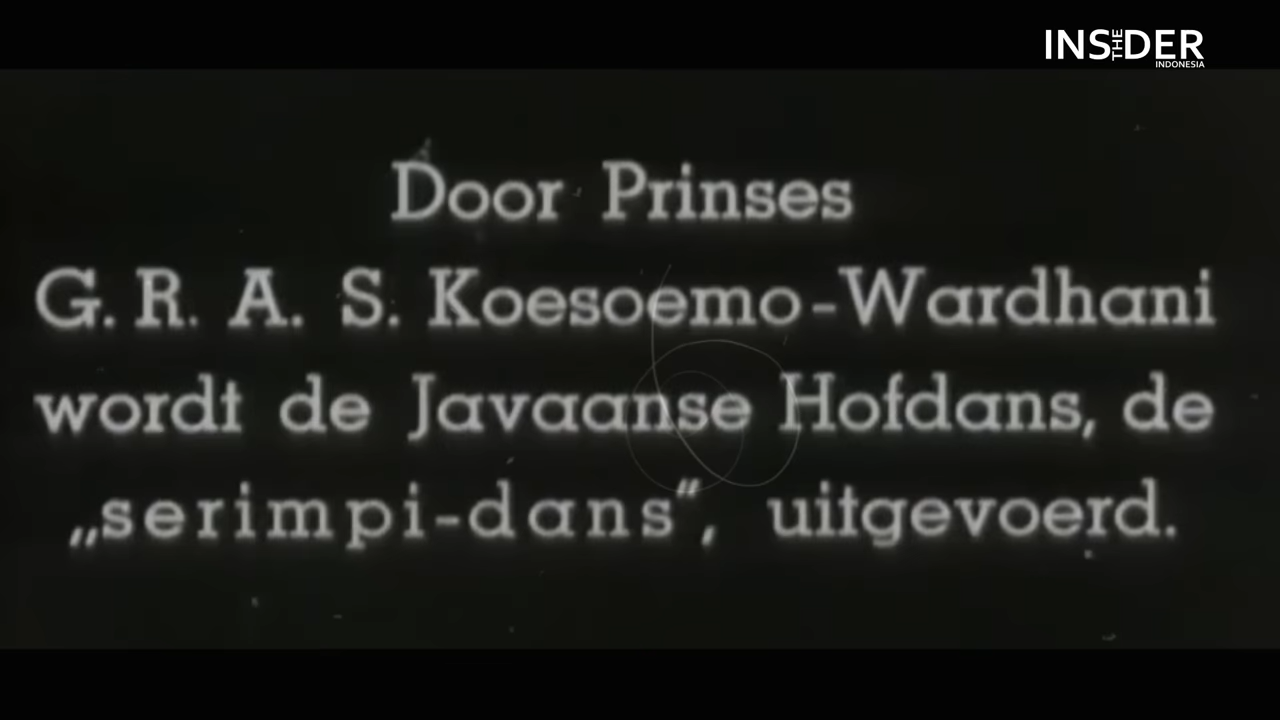 THE INSIDER
INDONESIA
Door Prinses
G. R. A. S. Koesoemo-Wardhani
wordt de Javaanse Hofdans, de
„serimpi-dans“, uitgevoerd.